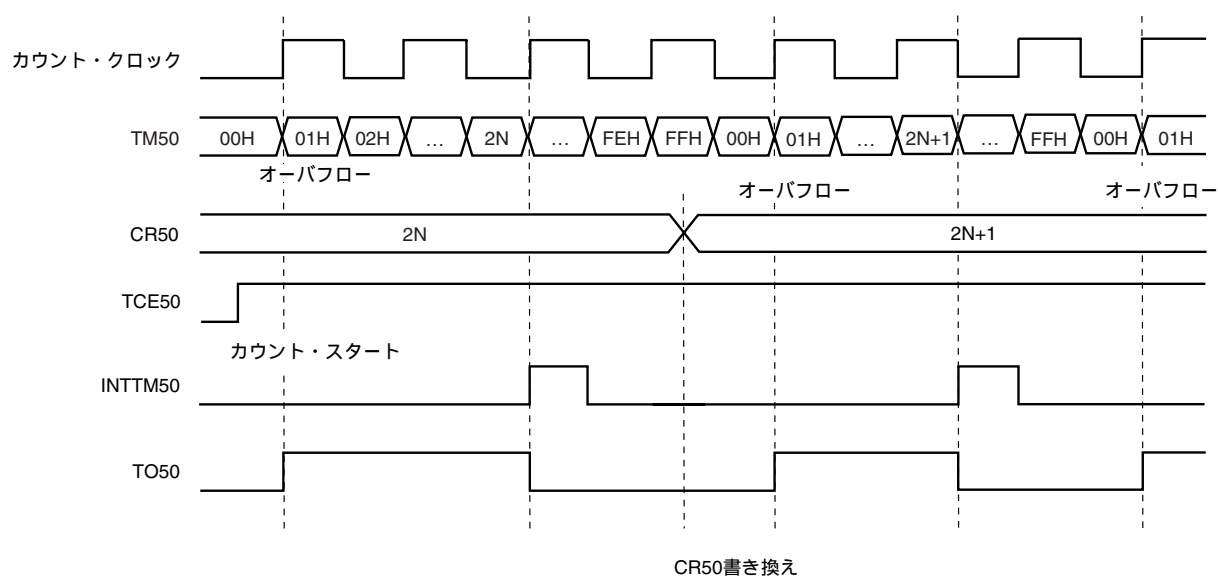 カウント・クロック
TM50 00H 01H 02H … 2N … FEH FFH 00H 01H … 2N+1 … FFH 00H 01H
オーバフロー オーバフロー オーバフロー
CR50 2N 2N+1
TCE50
カウント・スタート
INTTM50
TO50
CR50書き換え